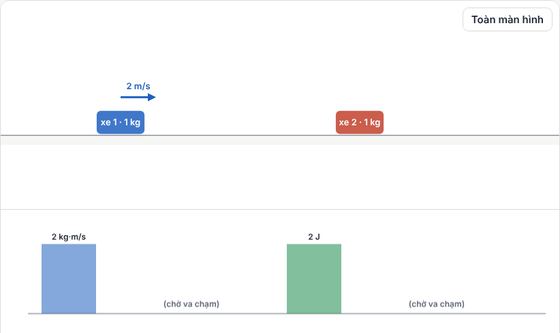 Toàn màn hình
2 m/s
xe 1 · 1 kg
xe 2 · 1 kg
2 kg·m/s
2 J
(chờ va chạm)
(chờ va chạm)